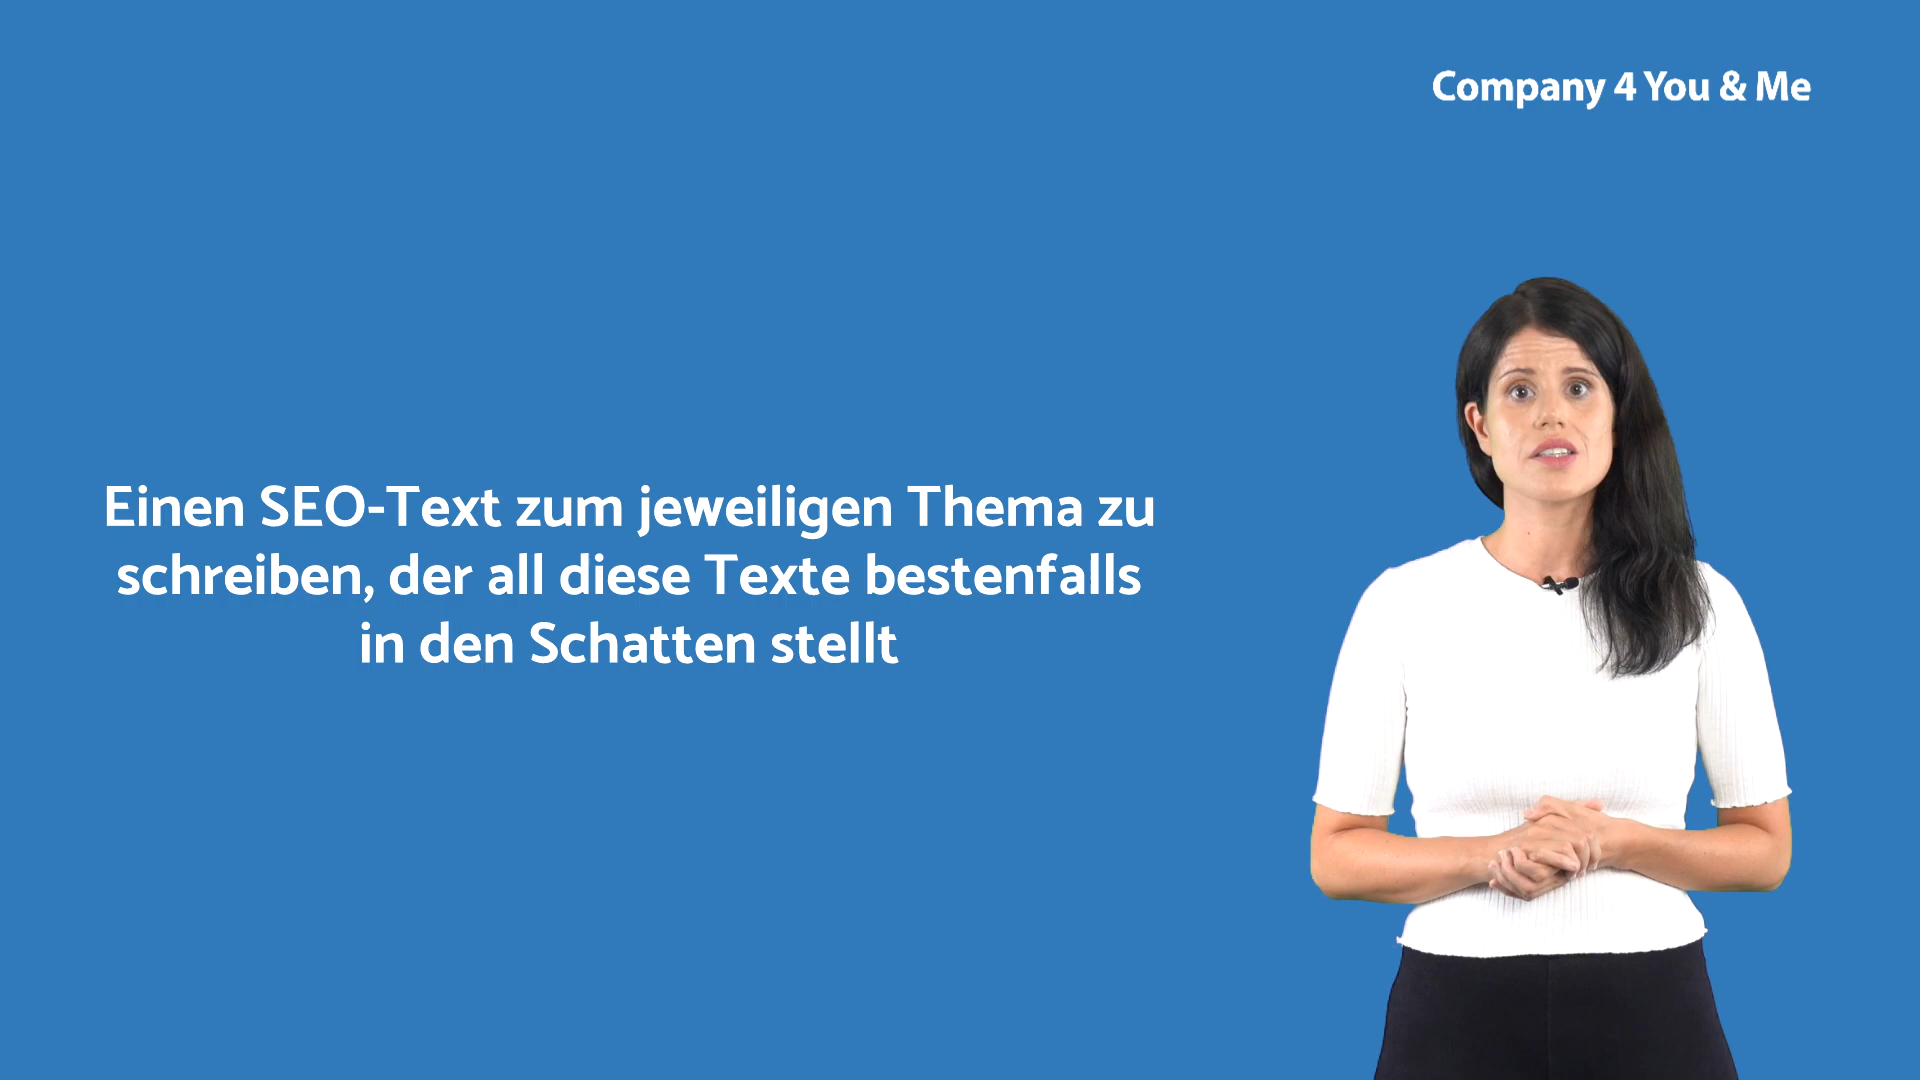 Company 4 You & Me
Einen SEO-Text zum jeweiligen Thema zu
schreiben, der all diese Texte bestenfalls
in den Schatten stellt